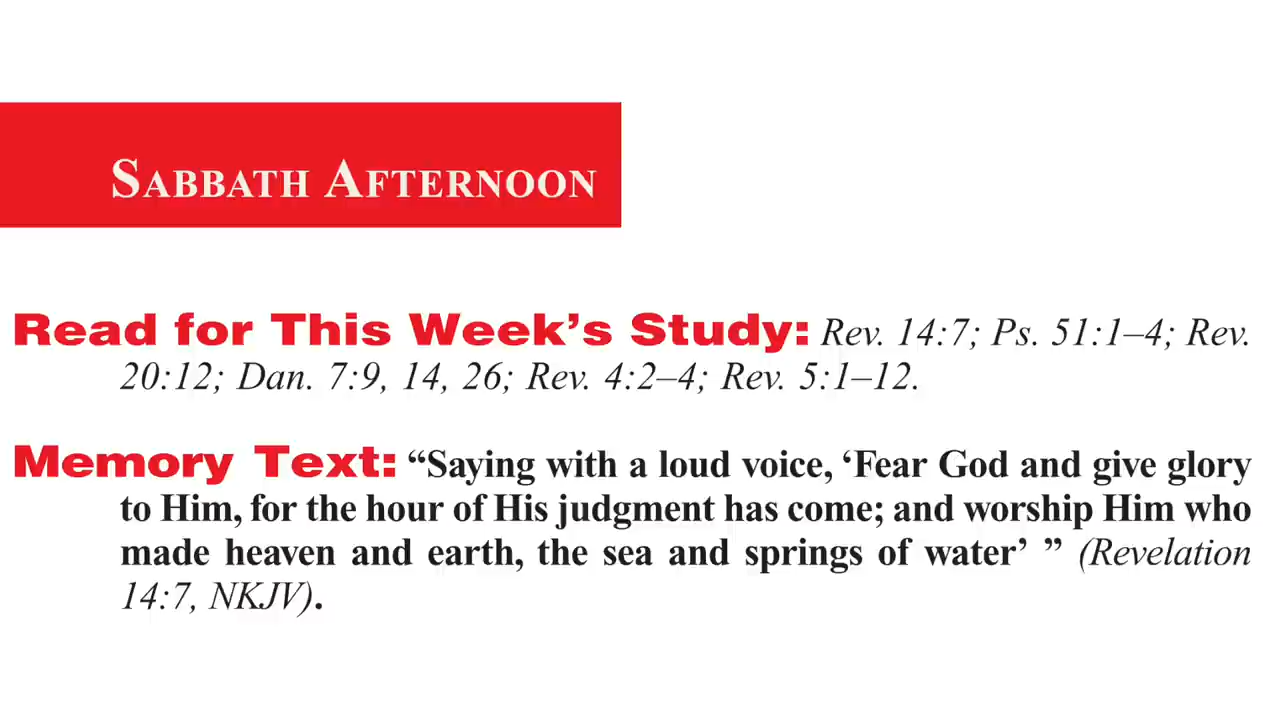 SABBATH AFTERNOON
Read for This Week’s Study: Rev. 14:7; Ps. 51:1–4; Rev.
20:12; Dan. 7:9, 14, 26; Rev. 4:2–4; Rev. 5:1–12.
Memory Text: “Saying with a loud voice, ‘Fear God and give glory
to Him, for the hour of His judgment has come; and worship Him who
made heaven and earth, the sea and springs of water’ ” (Revelation
14:7, NKJV).